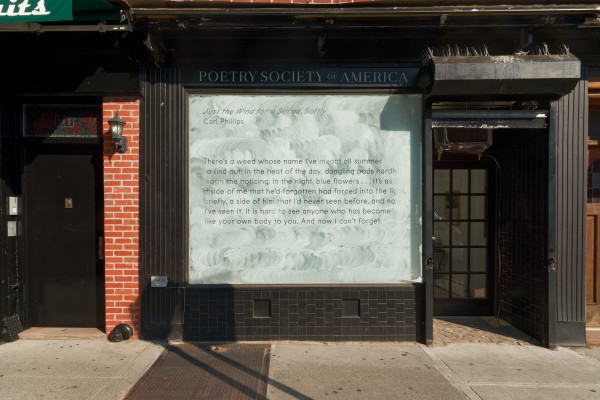 its
POETRY SOCIETY OF AMERICA
Just the Wind for a Sound, Softly
Carl Phillips
There's a weed whose name I've meant all summer
to find out: in the heat of the day, dangling pods hardl
worth the noticing; in the night, blue flowers . . . It's as
side of me that he'd forgotten had forced into the lig
briefly, a side of him that I'd never seen before, and no
I've seen it. It is hard to see anyone who has become
like your own body to you. And now I can't forget.